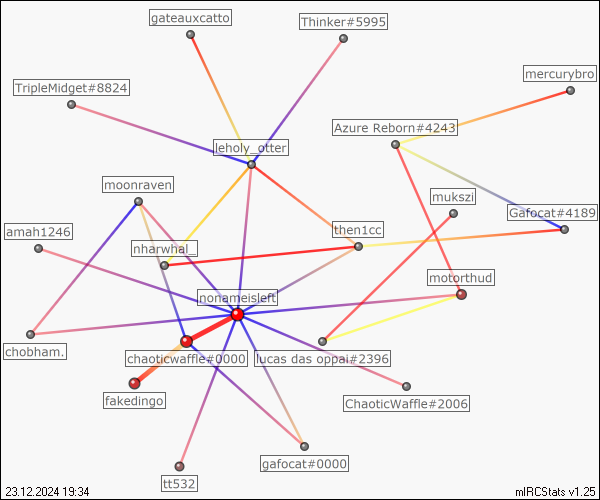 gateauxcatto
Thinker#5995
mercurybro
TripleMidget#8824
Azure Reborn#4243
leholy_otter
moonraven
mukszi
Gafocat#4189
amah1246
then1cc
nharwhal_
motorthud
nonameisleft
chobham.
chaoticwaffle#0000
lucas das oppai#2396
fakedingo
ChaoticWaffle#2006
gafocat#0000
tt532
23.12.2024 19:34
mIRCStats v1.25